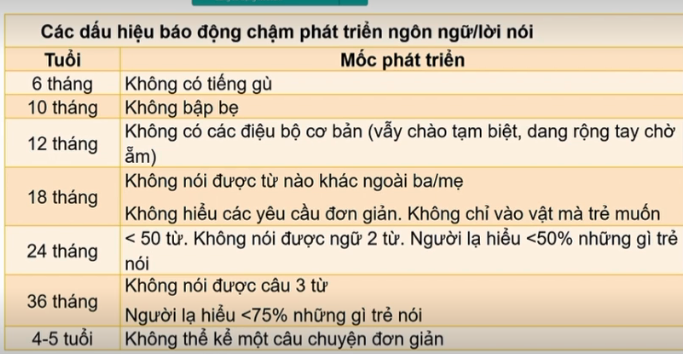 Các dấu hiệu báo động chậm phát triển ngôn ngữ/lời nói
Tuổi Mốc phát triển
6 tháng Không có tiếng gù
10 tháng Không bập bẹ
12 tháng Không có các điệu bộ cơ bản (vẫy chào tạm biệt, dang rộng tay chờ
ẵm)
18 tháng Không nói được từ nào khác ngoài ba/mẹ
Không hiểu các yêu cầu đơn giản. Không chỉ vào vật mà trẻ muốn
24 tháng < 50 từ. Không nói được ngữ 2 từ. Người lạ hiểu <50% những gì trẻ
nói
36 tháng Không nói được câu 3 từ
Người lạ hiểu <75% những gì trẻ nói
4-5 tuổi Không thể kể một câu chuyện đơn giản